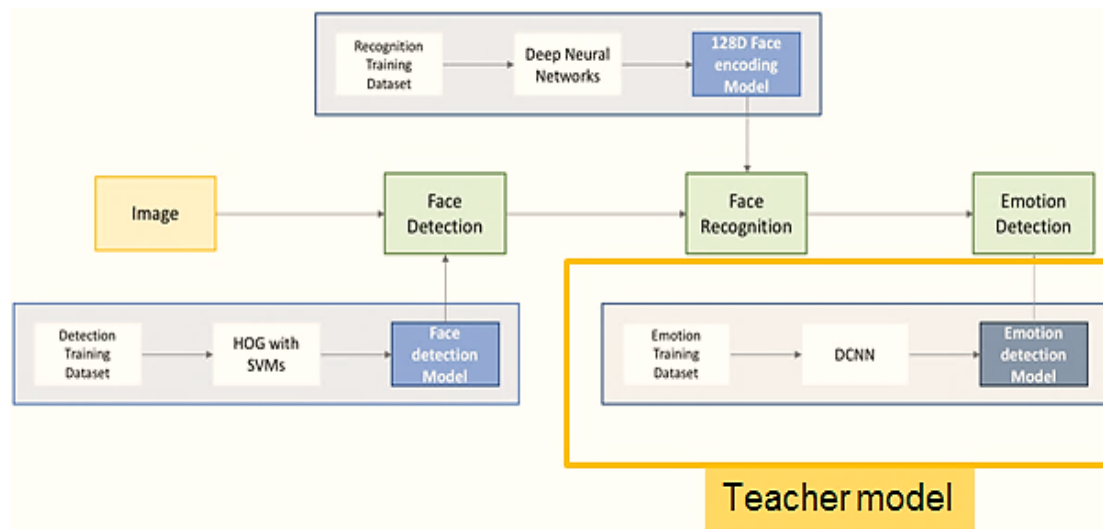 Recognition
Training
Dataset
Deep Neural
Networks
128D Face
encoding
Model
Image
Face
Detection
Face
Recognition
Emotion
Detection
Detection
Training
Dataset
HOG with
SVMs
Face
detection
Model
Emotion
Training
Dataset
DCNN
Emotion
detection
Model
Teacher model